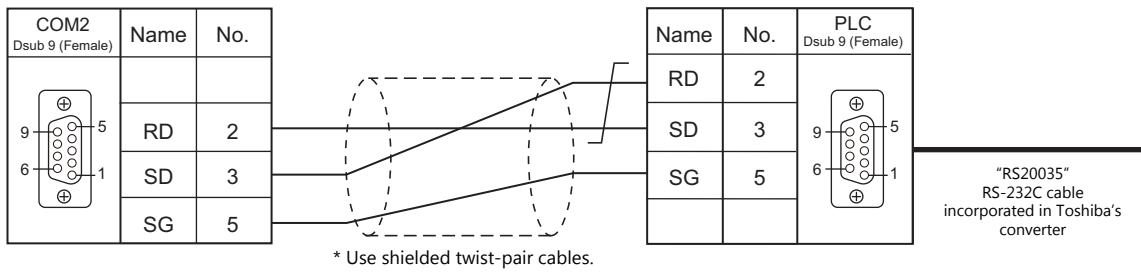 COM2
Dsub 9 (Female)
Name
No.
RD
2
SD
3
SG
5
9
5
6
1
Name
No.
PLC
Dsub 9 (Female)
RD
2
SD
3
SG
5
9
5
6
1
* Use shielded twist-pair cables.
"RS20035"
RS-232C cable
incorporated in Toshiba's
converter